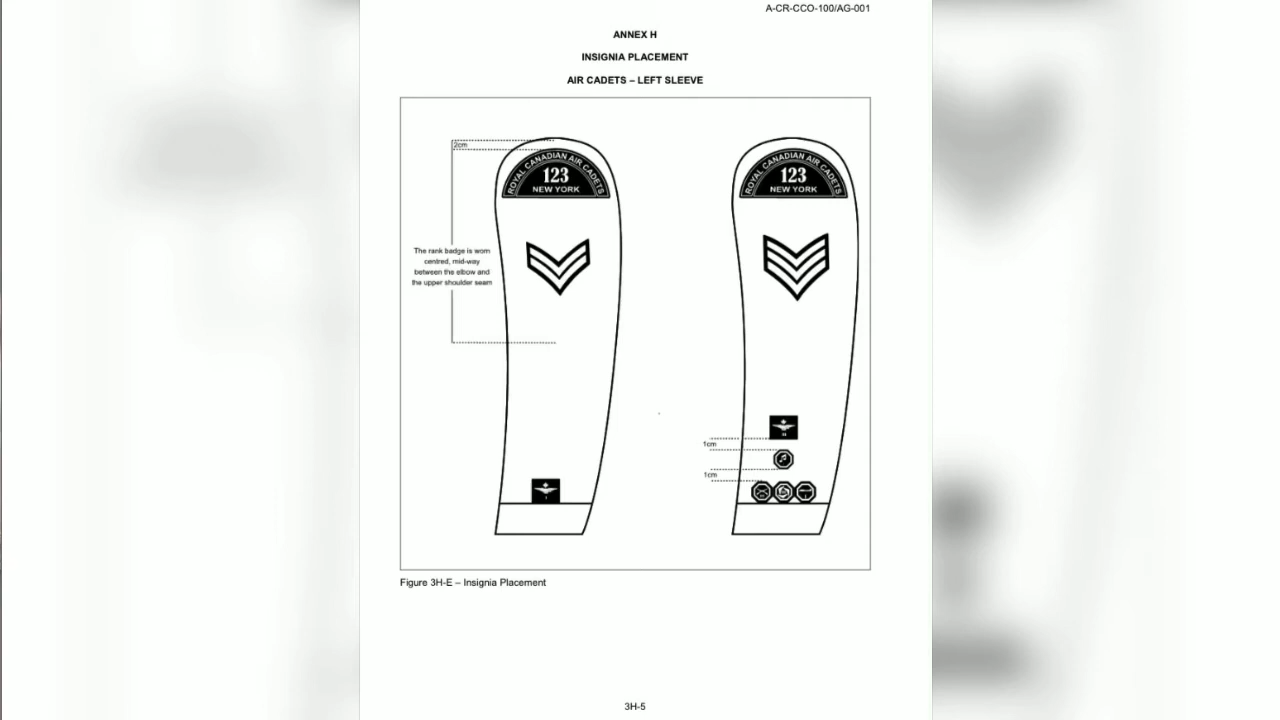 A-CR-CCO-100/AG-001
ANNEX H
INSIGNIA PLACEMENT
AIR CADETS – LEFT SLEEVE
2cm
ROYAL CANADIAN AIR CADETS
123
NEW YORK
ROYAL CANADIAN AIR CADETS
123
NEW YORK
The rank badge is worn
centred, mid-way
between the elbow and
the upper shoulder seam
1cm
1cm
I
II
Figure 3H-E – Insignia Placement
3H-5